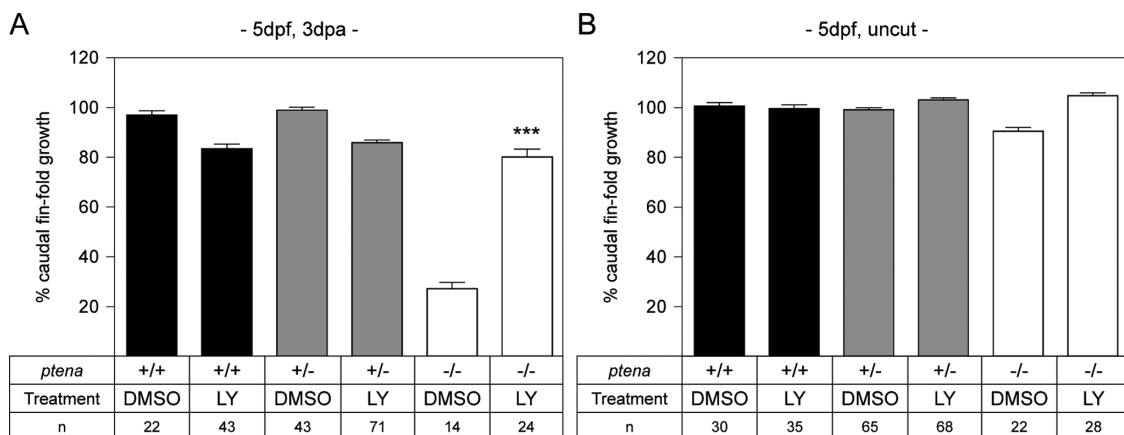 A
- 5dpf, 3dpa -
% caudal fin-fold growth
120
100
80
60
40
20
***
ptena +/+ +/+ +/- +/- -/- -/-
Treatment DMSO LY DMSO LY DMSO LY
n 22 43 43 71 14 24
B
- 5dpf, uncut -
% caudal fin-fold growth
120
100
80
60
40
20
ptena +/+ +/+ +/- +/- -/- -/-
Treatment DMSO LY DMSO LY DMSO LY
n 30 35 65 68 22 28